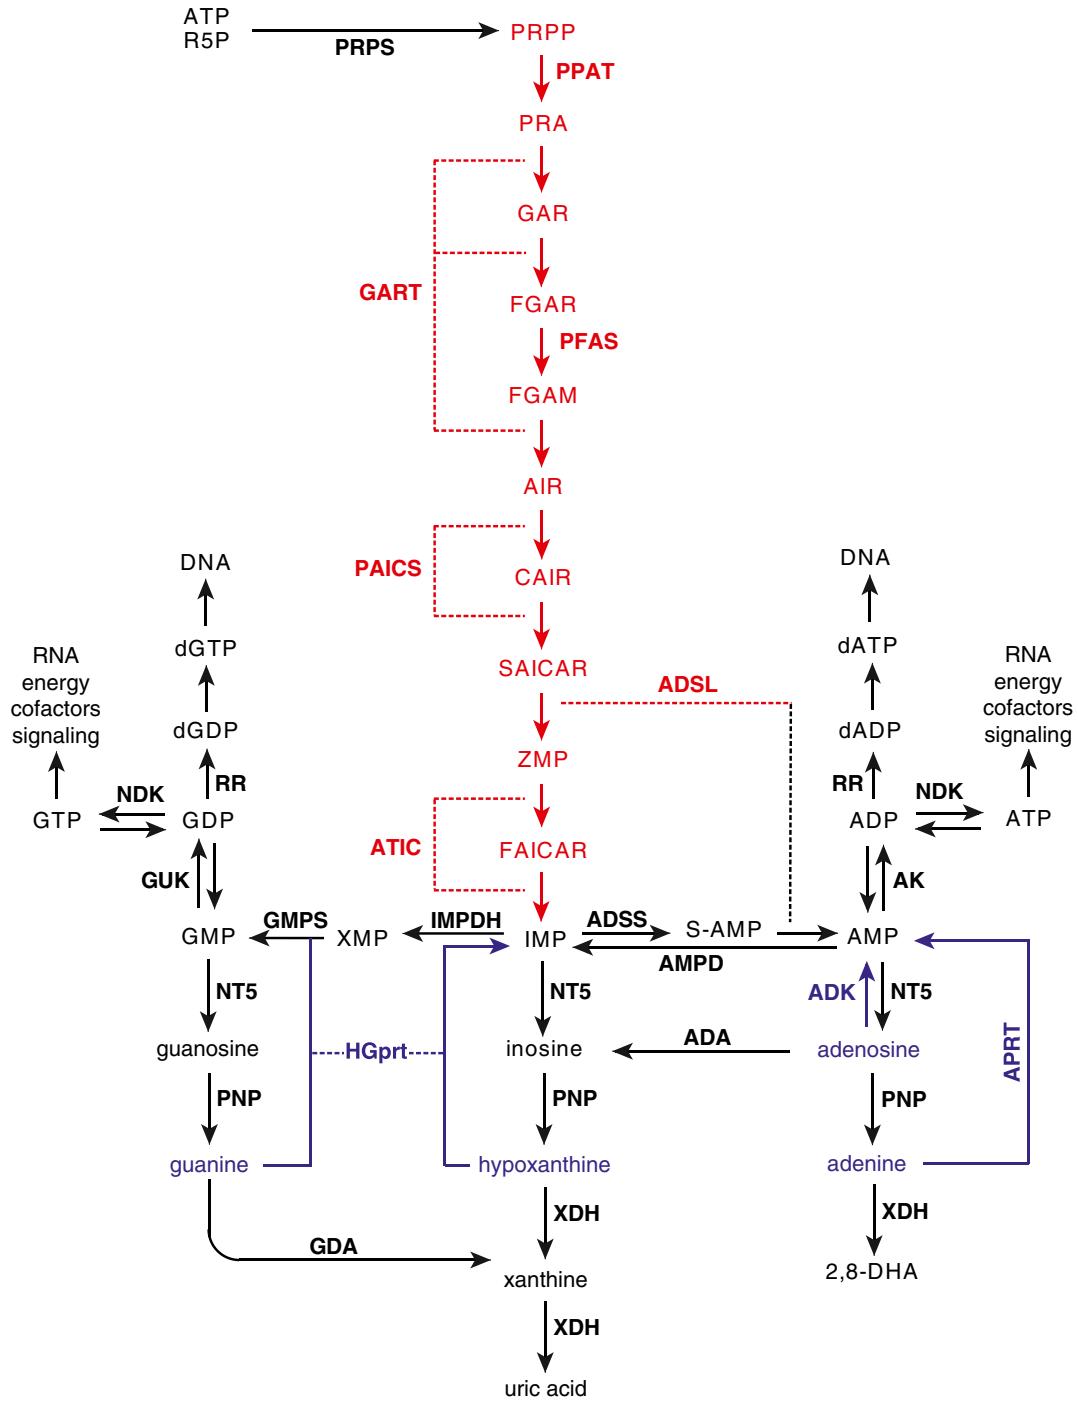 ATP
R5P
PRPS
PRPP
PPAT
PRA
GAR
GART
FGAR
PFAS
FGAM
AIR
PAICS
CAIR
SAICAR
ADSL
ZMP
ATIC
FAICAR
DNA
dGTP
RNA
energy
cofactors
signaling
dGDP
RR
NDK
GTP
GDP
GUK
DNA
dATP
RNA
energy
cofactors
signaling
dADP
RR
NDK
ADP
ATP
AK
GMP
GMPS
XMP
IMPDH
IMP
ADSS
S-AMP
AMPD
AMP
NT5
NT5
ADK
NT5
guanosine
HGprt
inosine
ADA
adenosine
APRT
PNP
PNP
PNP
guanine
hypoxanthine
adenine
XDH
XDH
GDA
xanthine
2,8-DHA
XDH
uric acid